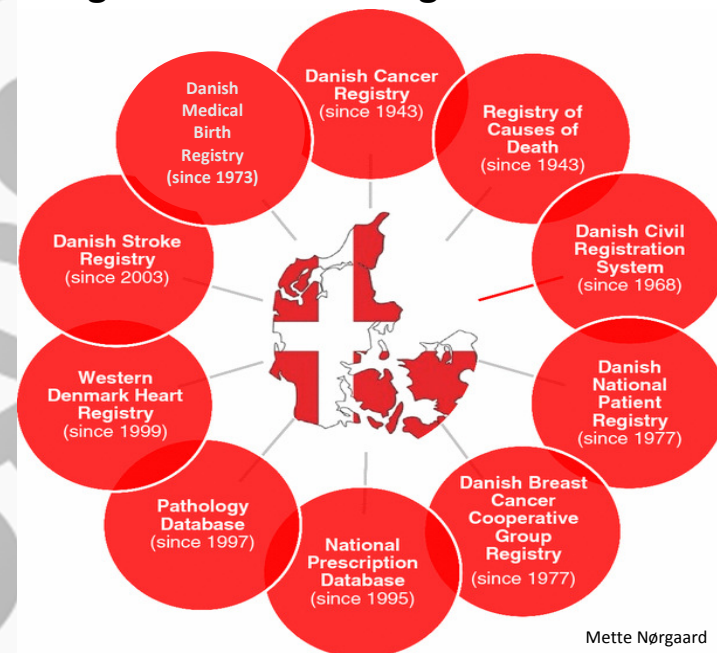 Danish Cancer
Registry
(since 1943)
Registry of
Causes of
Death
(since 1943)
Danish Civil
Registration
System
(since 1968)
Danish
National
Patient
Registry
(since 1977)
Danish Breast
Cancer
Cooperative
Group
Registry
(since 1977)
National
Prescription
Database
(since 1995)
Pathology
Database
(since 1997)
Western
Denmark Heart
Registry
(since 1999)
Danish Stroke
Registry
(since 2003)
Danish
Medical
Birth
Registry
(since 1973)
Mette Nørgaard